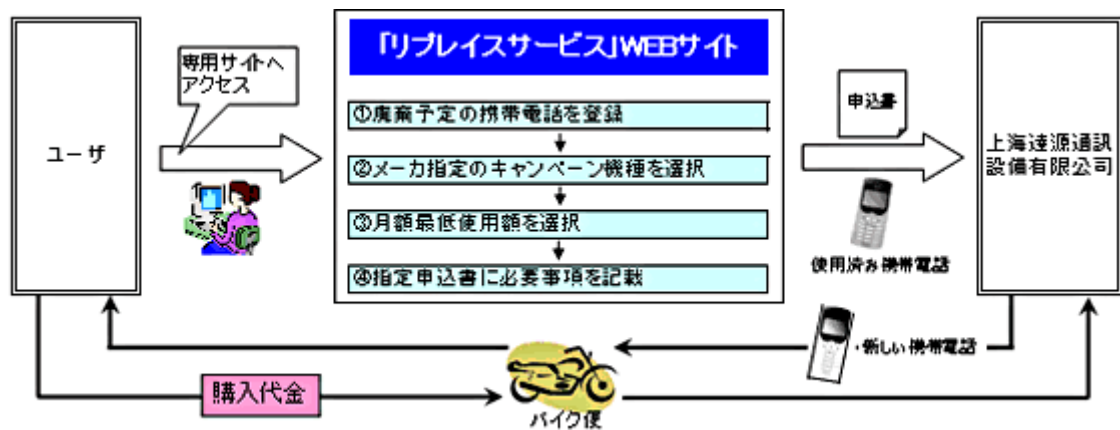 「リプレイスサービス」WEBサイト
専用サイトへ
アクセス
ユーザ
①廃棄予定の携帯電話を登録
②メーカ指定のキャンペーン機種を選択
③月額最低使用額を選択
④指定申込書に必要事項を記載
申込書
上海達源通訊
設備有限公司
使用済み携帯電話
・新しい携帯電話
購入代金
バイク便